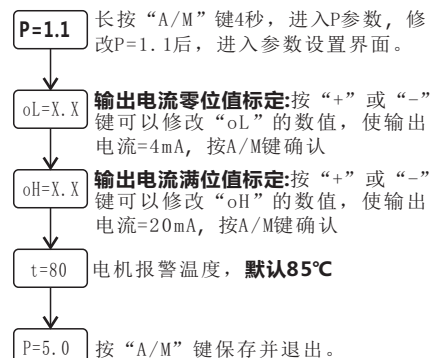 P=1.1
长按“A/M”键4秒，进入P参数，修
改P=1.1后，进入参数设置界面。
oL=X.X
输出电流零位值标定:按“+”或“-”
键可以修改“oL”的数值，使输出
电流=4mA，按A/M键确认
oH=X.X
输出电流满位值标定:按“+”或“-”
键可以修改“oH”的数值，使输出
电流=20mA，按A/M键确认
t=80
电机报警温度，默认85℃
P=5.0
按“A/M”键保存并退出。